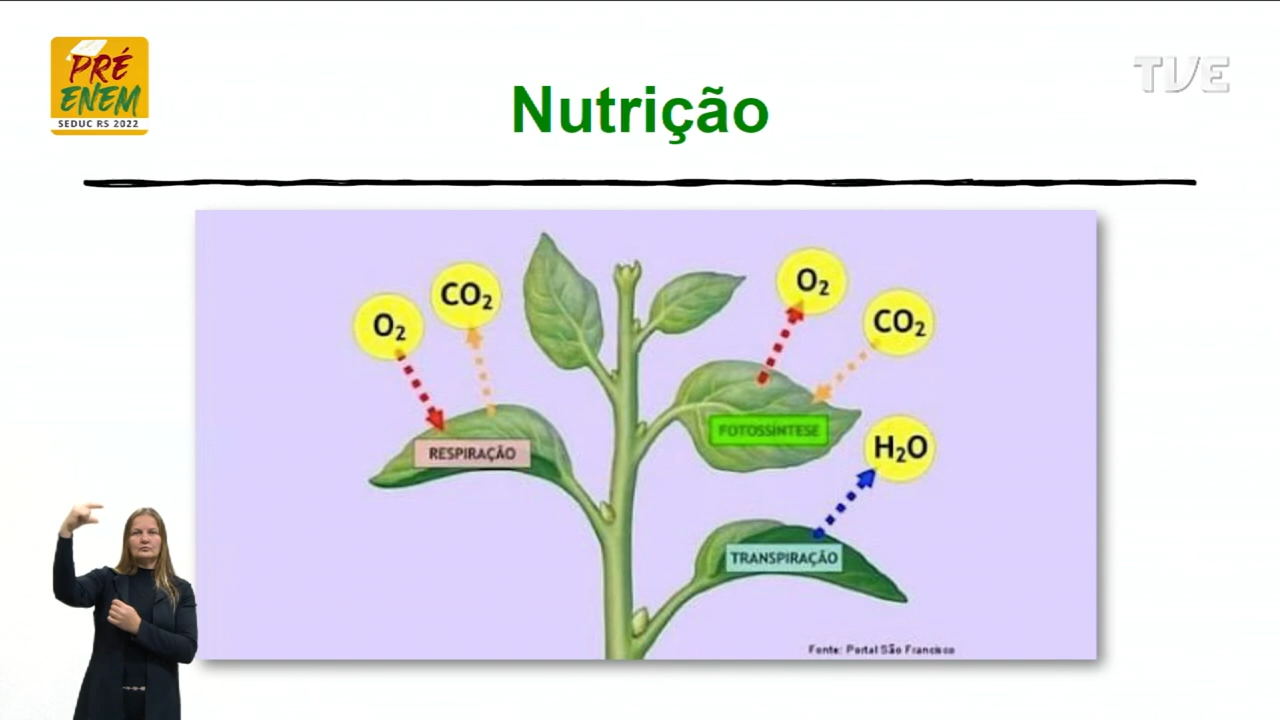 PRÉ
ENEM
SEDUC RS 2022
TVE
Nutrição
O₂
CO₂
O₂
CO₂
RESPIRAÇÃO
FOTOSSÍNTESE
H₂O
TRANSPIRAÇÃO
Fonte: Portal São Francisco